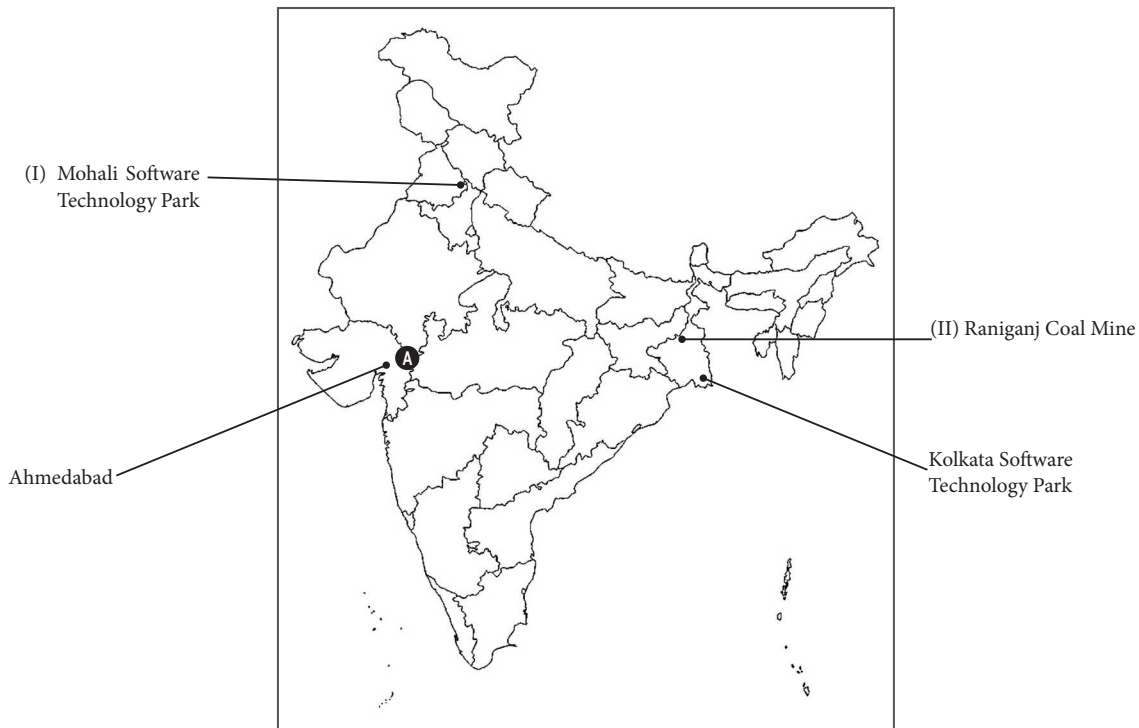 (I) Mohali Software
Technology Park
(II) Raniganj Coal Mine
A
Ahmedabad
Kolkata Software
Technology Park